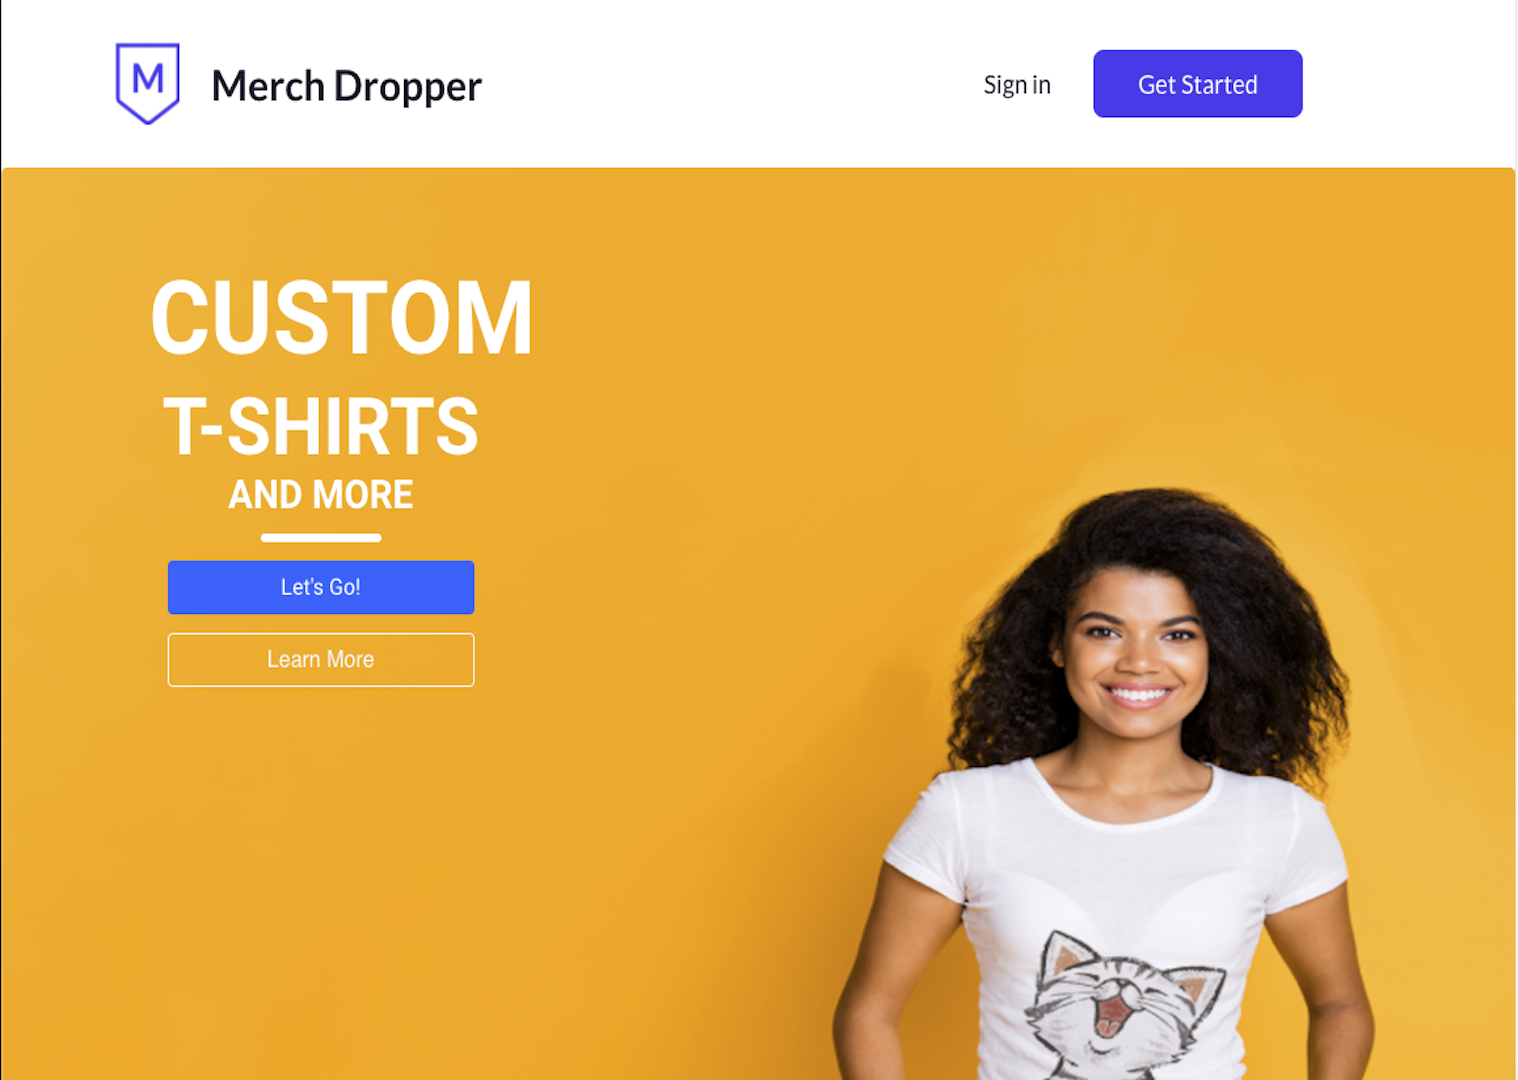 M
Merch Dropper
Sign in
Get Started
CUSTOM
T-SHIRTS
AND MORE
Let's Go!
Learn More